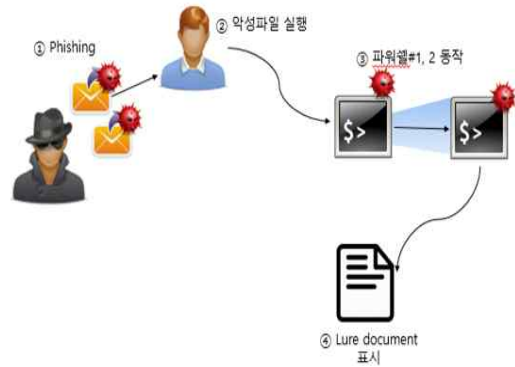 ① Phishing
② 악성파일 실행
③ 파워쉘#1, 2 동작
$>
$>
④ Lure document
표시